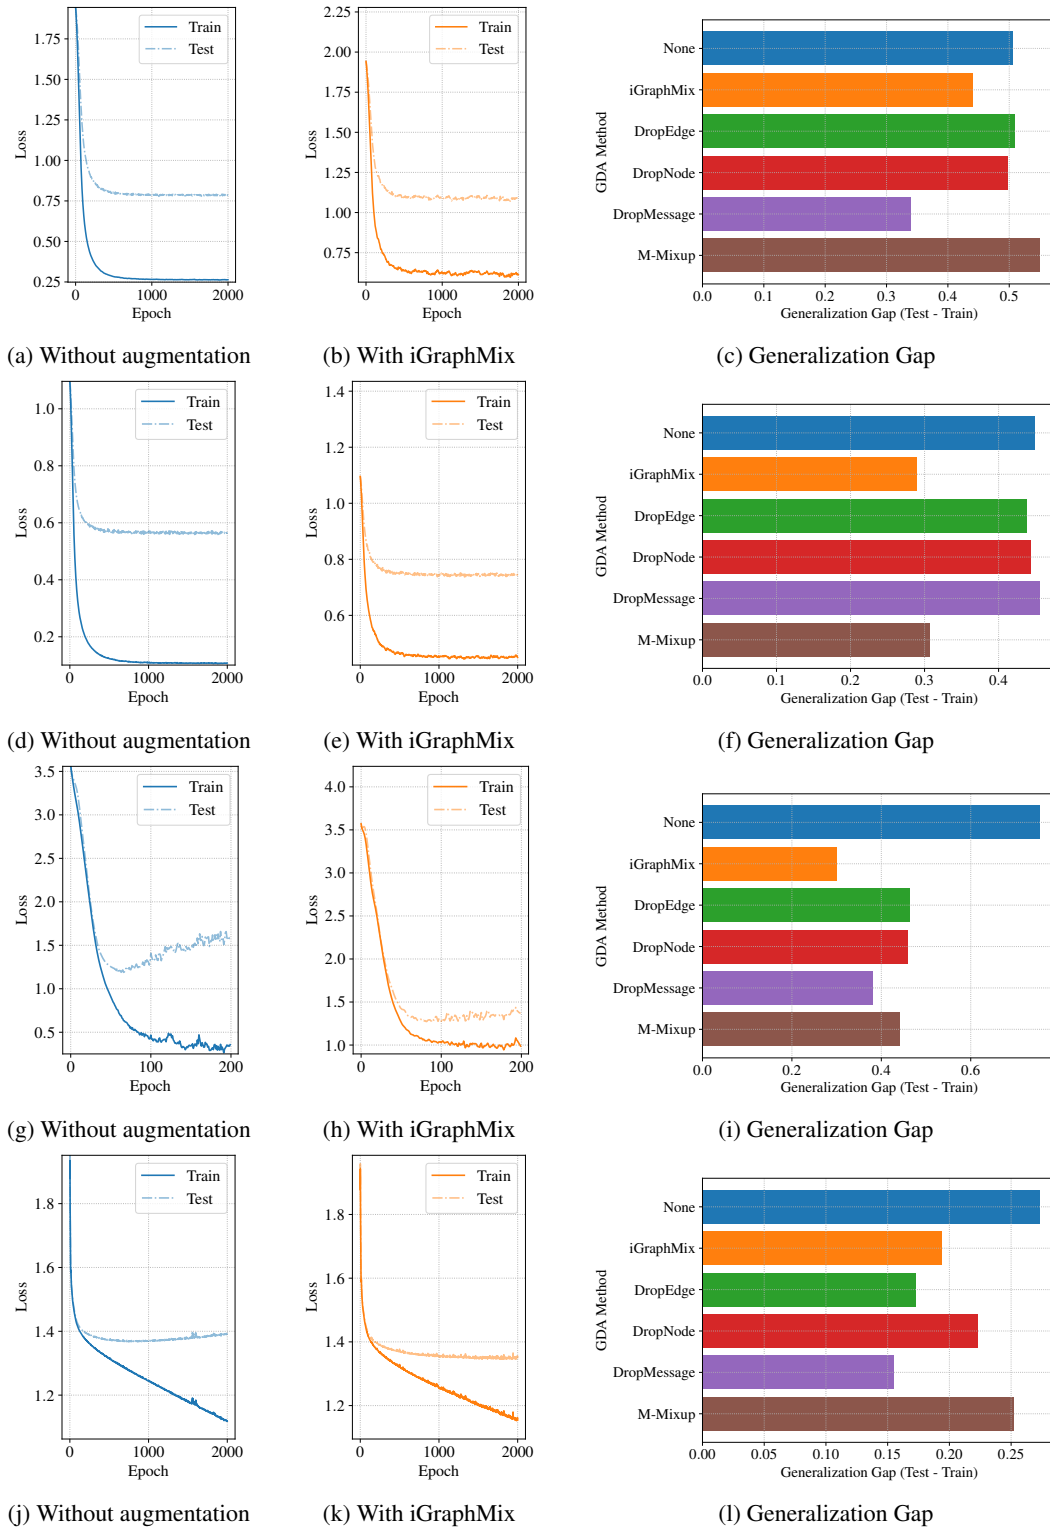 1.75
1.50
1.25
1.00
0.75
0.50
0.25
Loss
0
1000
2000
Epoch
Train
Test
(a) Without augmentation
2.25
2.00
1.75
1.50
1.25
1.00
0.75
Loss
0
1000
2000
Epoch
Train
Test
(b) With iGraphMix
None
iGraphMix
DropEdge
DropNode
DropMessage
M-Mixup
GDA Method
0.0
0.1
0.2
0.3
0.4
0.5
Generalization Gap (Test - Train)
(c) Generalization Gap
1.0
0.8
0.6
0.4
0.2
Loss
0
1000
2000
Epoch
Train
Test
(d) Without augmentation
1.4
1.2
1.0
0.8
0.6
Loss
0
1000
2000
Epoch
Train
Test
(e) With iGraphMix
None
iGraphMix
DropEdge
DropNode
DropMessage
M-Mixup
GDA Method
0.0
0.1
0.2
0.3
0.4
Generalization Gap (Test - Train)
(f) Generalization Gap
3.5
3.0
2.5
2.0
1.5
1.0
0.5
Loss
0
100
200
Epoch
Train
Test
(g) Without augmentation
4.0
3.5
3.0
2.5
2.0
1.5
1.0
Loss
0
100
200
Epoch
Train
Test
(h) With iGraphMix
None
iGraphMix
DropEdge
DropNode
DropMessage
M-Mixup
GDA Method
0.0
0.2
0.4
0.6
Generalization Gap (Test - Train)
(i) Generalization Gap
1.8
1.6
1.4
1.2
Loss
0
1000
2000
Epoch
Train
Test
(j) Without augmentation
1.8
1.6
1.4
1.2
Loss
0
1000
2000
Epoch
Train
Test
(k) With iGraphMix
None
iGraphMix
DropEdge
DropNode
DropMessage
M-Mixup
GDA Method
0.00
0.05
0.10
0.15
0.20
0.25
Generalization Gap (Test - Train)
(l) Generalization Gap